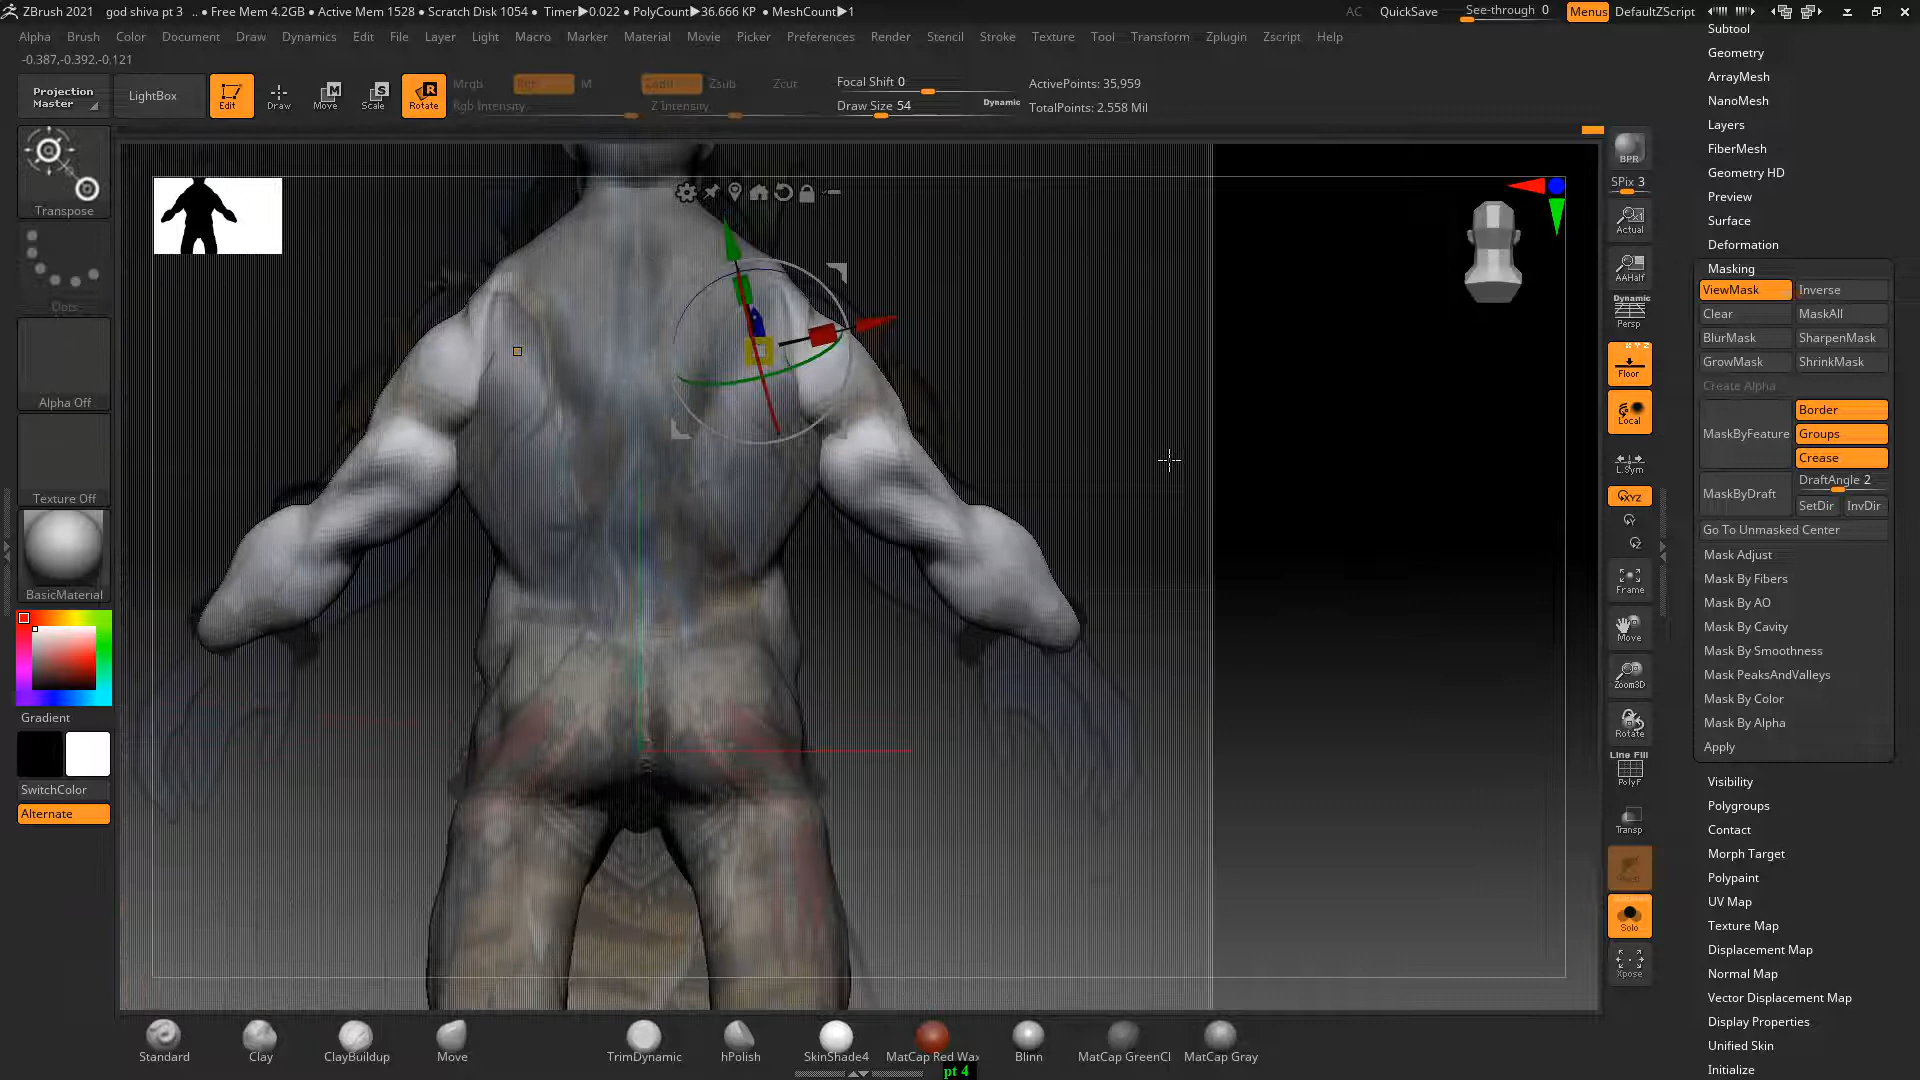 ZBrush 2021 god shiva pt 3 .. • Free Mem 4.2GB • Active Mem 1528 • Scratch Disk 1054 • Timer▶0.022 • PolyCount▶36.666 KP • MeshCount▶1 AC QuickSave See-through 0 Menus DefaultZScript
Alpha Brush Color Document Draw Dynamics Edit File Layer Light Macro Marker Material Movie Picker Preferences Render Stencil Stroke Texture Tool Transform Zplugin Zscript Help
-0.387,-0.392,-0.121
Projection Master
LightBox
Edit
Draw
Move
Scale
Rotate
Mrgb
M
Rgb Intensity
Zsub
Zcut
Z Intensity
Focal Shift 0
Draw Size 54
Dynamic
ActivePoints: 35,959
TotalPoints: 2.558 Mil
Transpose
Dots
Alpha Off
Texture Off
BasicMaterial
Gradient
SwitchColor
Alternate
BPR
SPix 3
Actual
AAHalf
Dynamic
Persp
X Y Z
Floor
Local
L.Sym
XYZ
Y
Z
Frame
Move
Zoom3D
Rotate
Line Fill
PolyF
Transp
Solo
Xpose
Subtool
Geometry
ArrayMesh
NanoMesh
Layers
FiberMesh
Geometry HD
Preview
Surface
Deformation
Masking
ViewMask Inverse
Clear MaskAll
BlurMask SharpenMask
GrowMask ShrinkMask
Create Alpha
MaskByFeature
Border
Groups
Crease
MaskByDraft
DraftAngle 2
SetDir InvDir
Go To Unmasked Center
Mask Adjust
Mask By Fibers
Mask By AO
Mask By Cavity
Mask By Smoothness
Mask PeaksAndValleys
Mask By Color
Mask By Alpha
Apply
Visibility
Polygroups
Contact
Morph Target
Polypaint
UV Map
Texture Map
Displacement Map
Normal Map
Vector Displacement Map
Display Properties
Unified Skin
Initialize
Standard Clay ClayBuildup Move TrimDynamic hPolish SkinShade4 MatCap Red Wax Blinn MatCap GreenCl MatCap Gray
pt 4